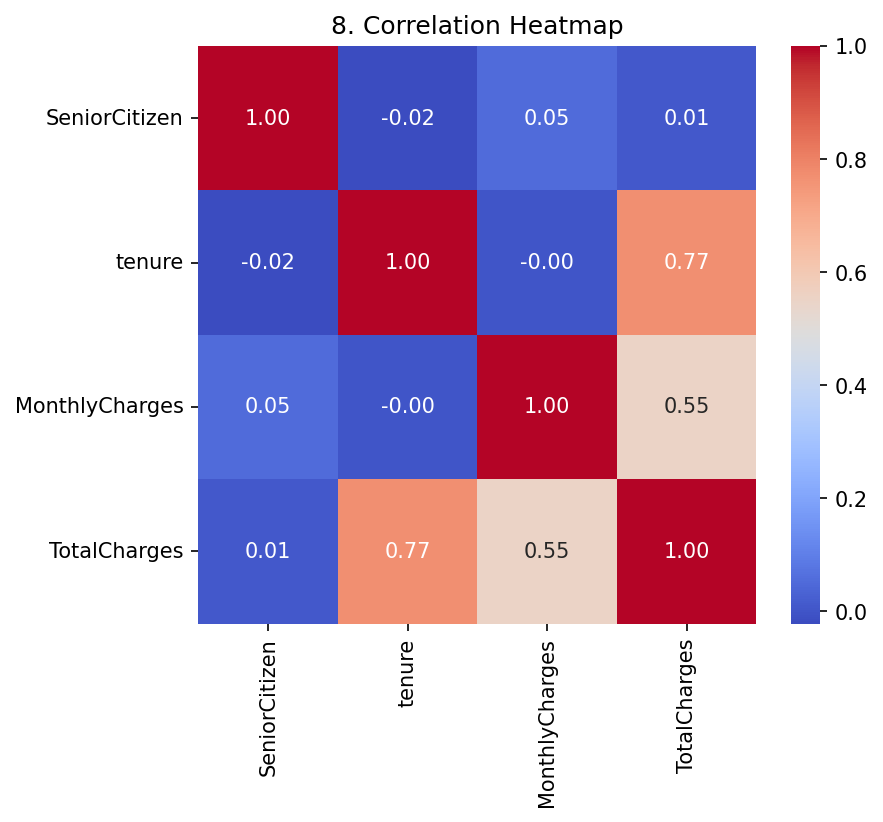 8. Correlation Heatmap
SeniorCitizen 1.00 -0.02 0.05 0.01
tenure -0.02 1.00 -0.00 0.77
MonthlyCharges 0.05 -0.00 1.00 0.55
TotalCharges 0.01 0.77 0.55 1.00
SeniorCitizen
tenure
MonthlyCharges
TotalCharges
1.0
0.8
0.6
0.4
0.2
0.0